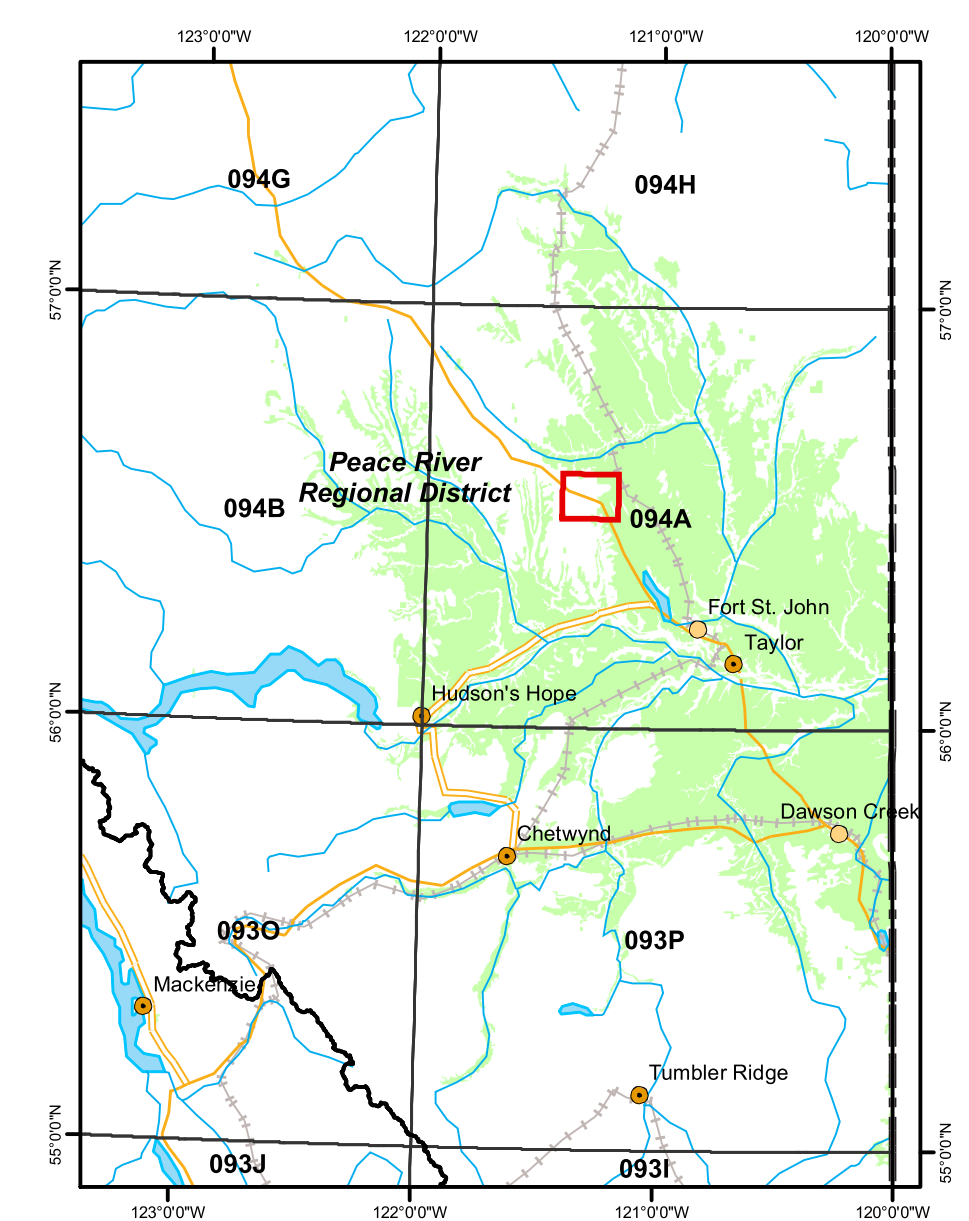 123°0'0"W
122°0'0"W
121°0'0"W
120°0'0"W
094G
094H
57°0'0"N
57°0'0"N
Peace River
Regional District
094B
094A
Fort St. John
Taylor
Hudson's Hope
56°0'0"N
56°0'0"N
Dawson Creek
Chetwynd
093O
093P
Mackenzie
Tumbler Ridge
55°0'0"N
55°0'0"N
093J
093I
123°0'0"W
122°0'0"W
121°0'0"W
120°0'0"W